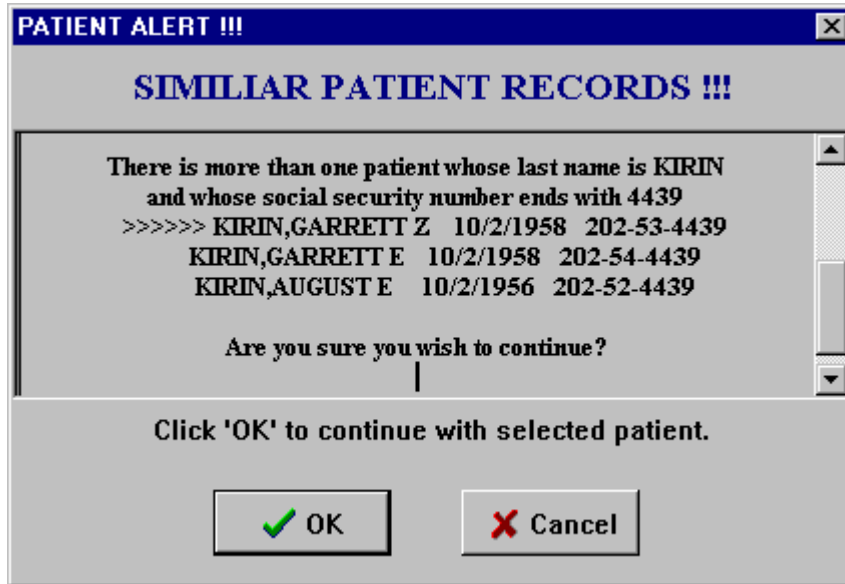 PATIENT ALERT !!!
SIMILIAR PATIENT RECORDS !!!
There is more than one patient whose last name is KIRIN
and whose social security number ends with 4439
>>>>>> KIRIN,GARRETT Z 10/2/1958 202-53-4439
KIRIN,GARRETT E 10/2/1958 202-54-4439
KIRIN,AUGUST E 10/2/1956 202-52-4439
Are you sure you wish to continue?
Click 'OK' to continue with selected patient.
OK
Cancel